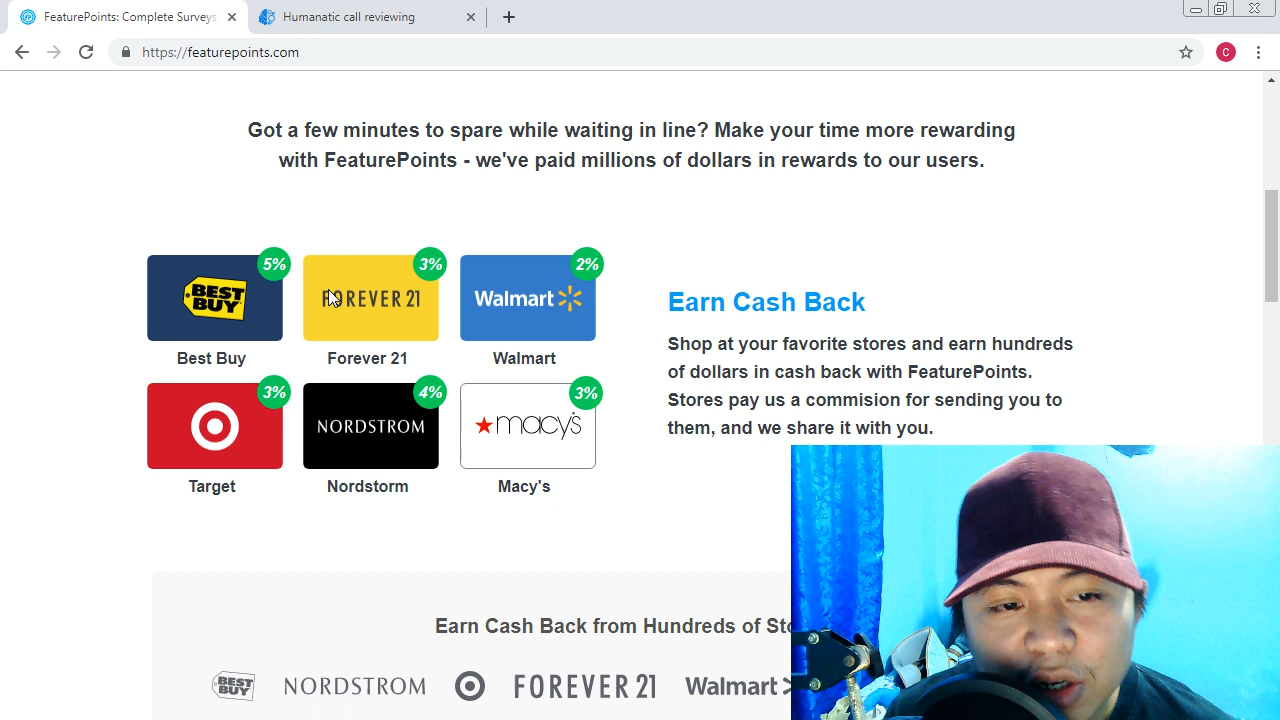 FeaturePoints: Complete Surveys,
Humanatic call reviewing
https://featurepoints.com
C
Got a few minutes to spare while waiting in line? Make your time more rewarding
with FeaturePoints - we've paid millions of dollars in rewards to our users.
5%
3%
2%
BEST BUY
FOREVER 21
Walmart
Best Buy
Forever 21
Walmart
3%
4%
3%
NORDSTROM
macy's
Target
Nordstorm
Macy's
Earn Cash Back
Shop at your favorite stores and earn hundreds
of dollars in cash back with FeaturePoints.
Stores pay us a commision for sending you to
them, and we share it with you.
Earn Cash Back from Hundreds of
BEST BUY
NORDSTROM
FOREVER 21
Walmart